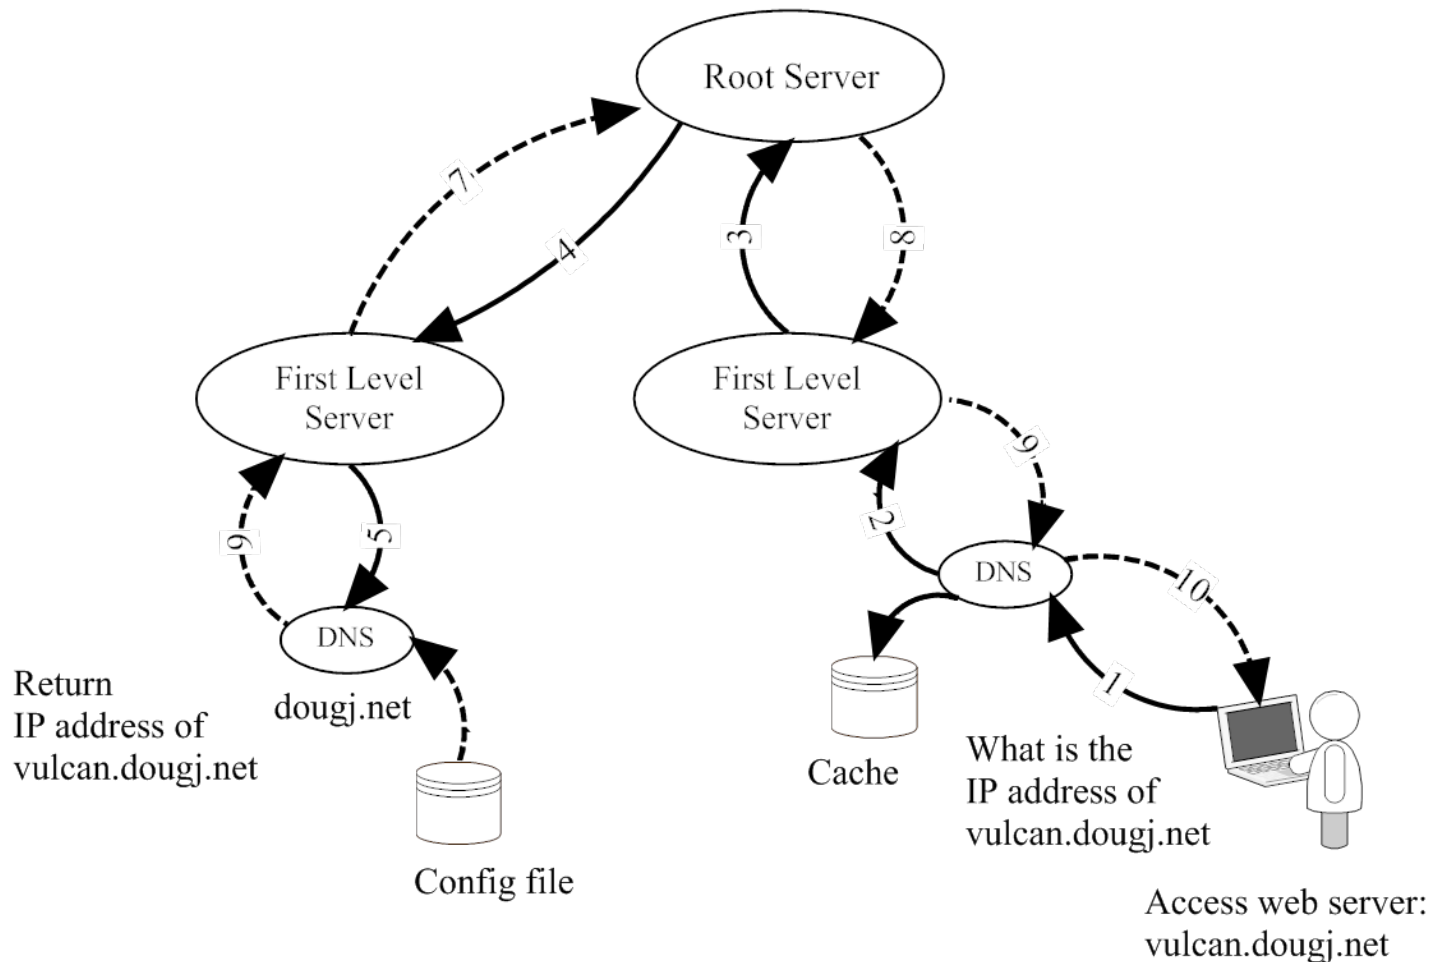 Root Server
7
4
3
8
First Level
Server
First Level
Server
9
2
6
5
DNS
10
DNS
1
Return
IP address of
vulcan.dougj.net
dougj.net
Cache
What is the
IP address of
vulcan.dougj.net
Config file
Access web server:
vulcan.dougj.net